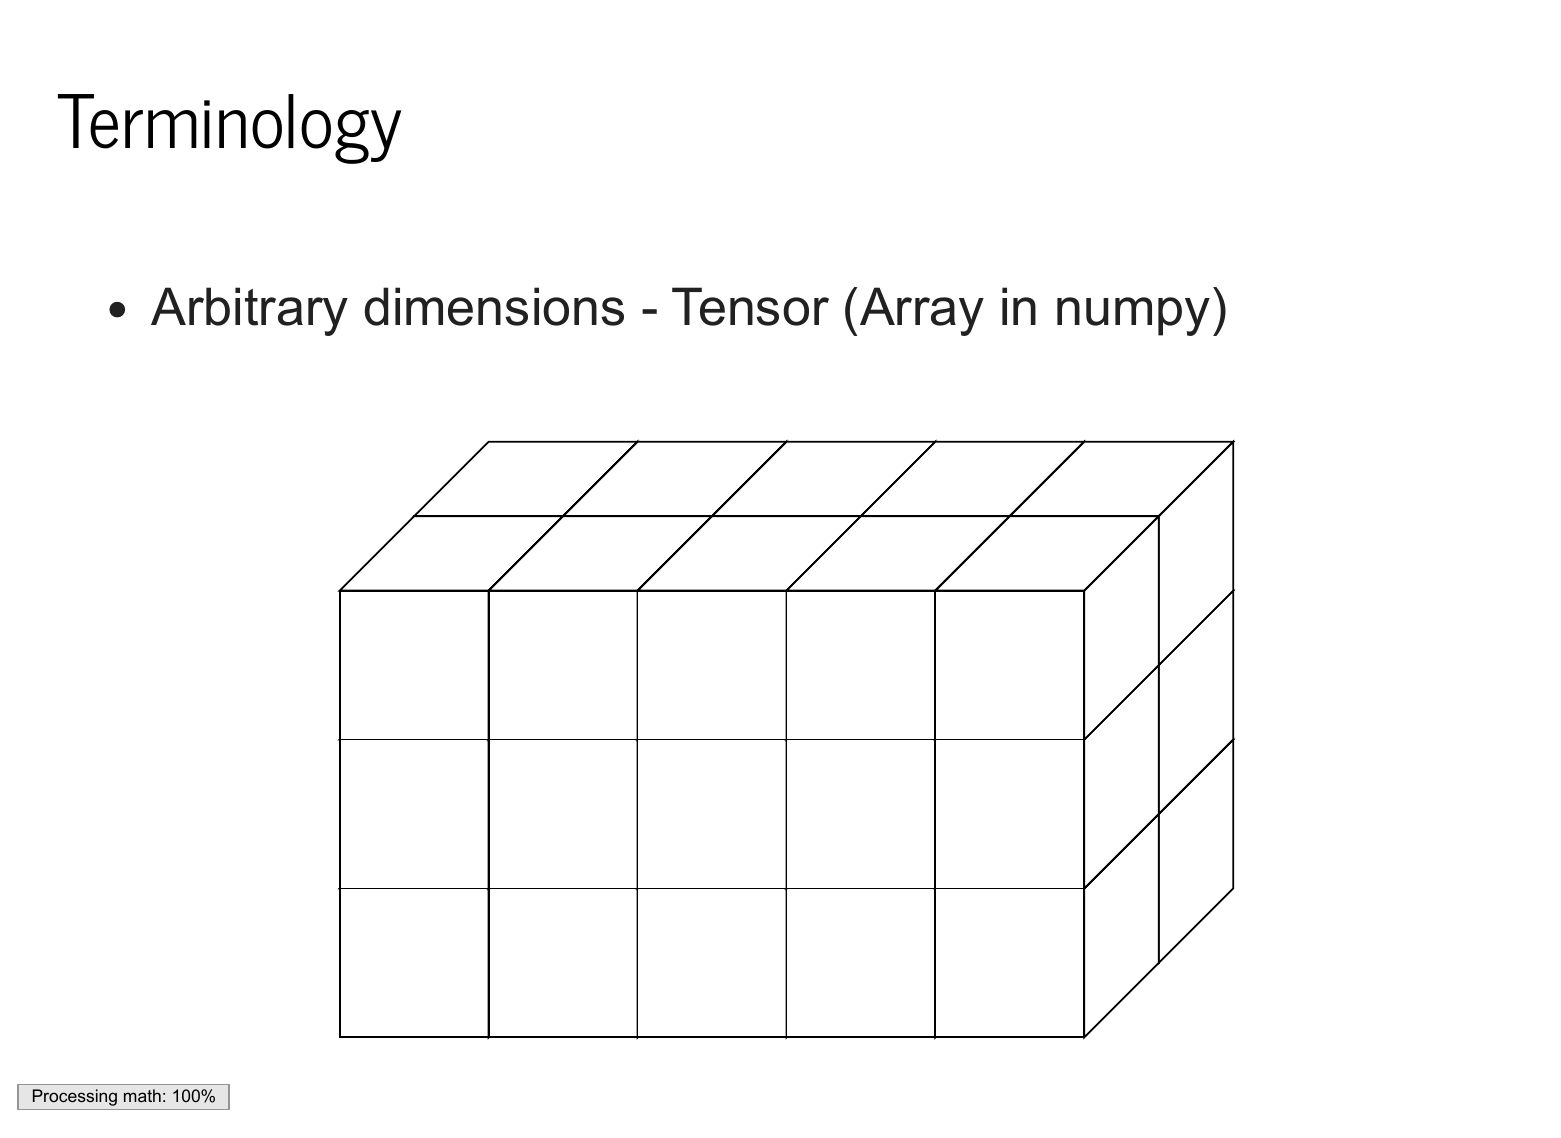 Terminology
• Arbitrary dimensions - Tensor (Array in numpy)
Processing math: 100%